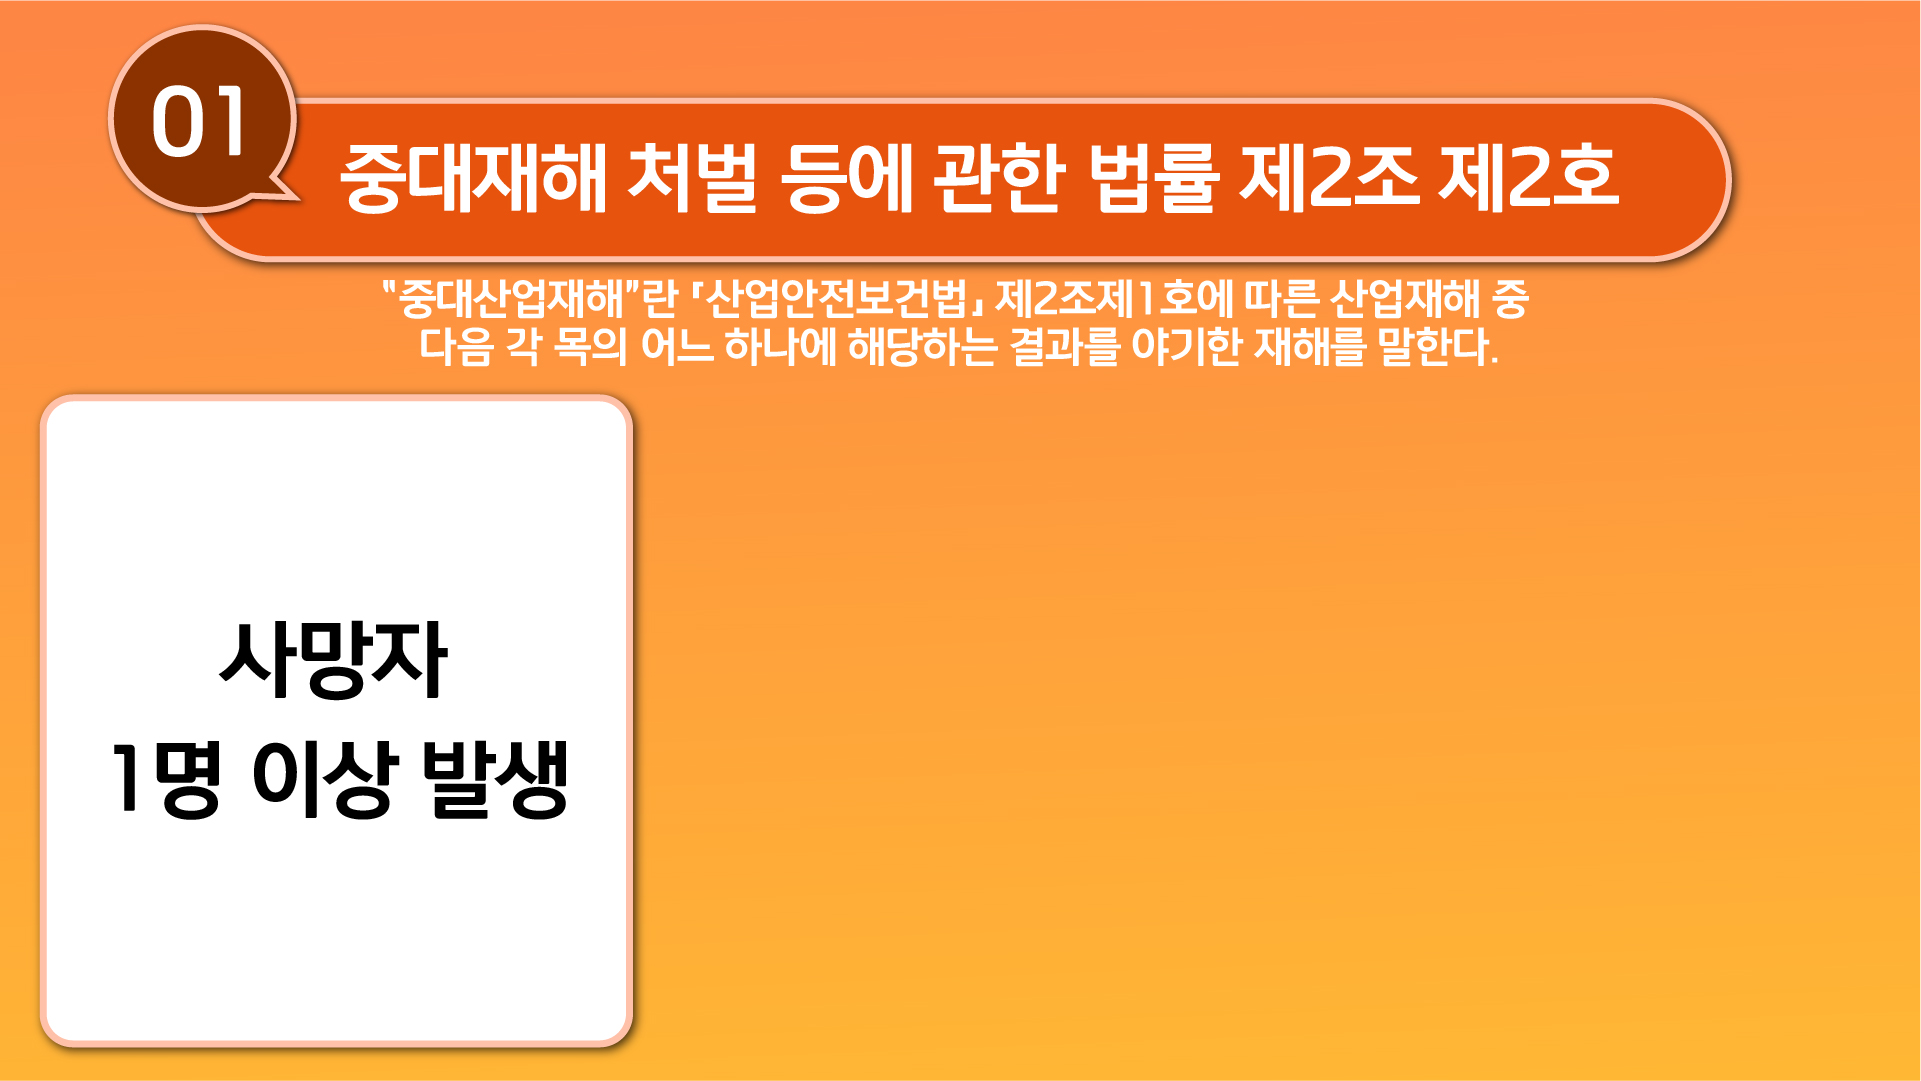 01
중대재해 처벌 등에 관한 법률 제2조 제2호
“중대산업재해”란 「산업안전보건법」 제2조제1호에 따른 산업재해 중
다음 각 목의 어느 하나에 해당하는 결과를 야기한 재해를 말한다.
사망자
1명 이상 발생